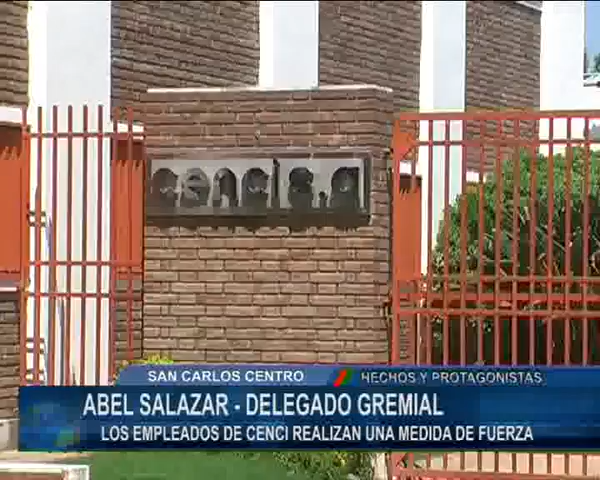 cenci s.a
SAN CARLOS CENTRO HECHOS Y PROTAGONISTAS
ABEL SALAZAR - DELEGADO GREMIAL
LOS EMPLEADOS DE CENCI REALIZAN UNA MEDIDA DE FUERZA